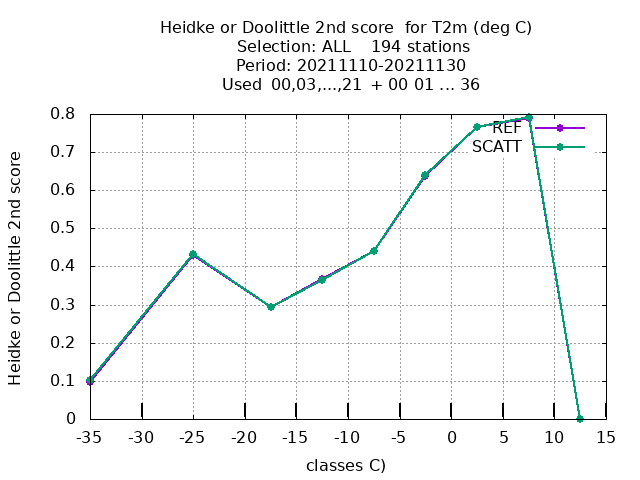 Heidke or Doolittle 2nd score  for T2m (deg C)
Selection: ALL    194 stations
Period: 20211110-20211130
Used  00,03,...,21  + 00 01 ... 36
Heidke or Doolittle 2nd score
0.8
0.7
0.6
0.5
0.4
0.3
0.2
0.1
0
REF
SCATT
-35 -30 -25 -20 -15 -10 -5 0 5 10 15
classes C)